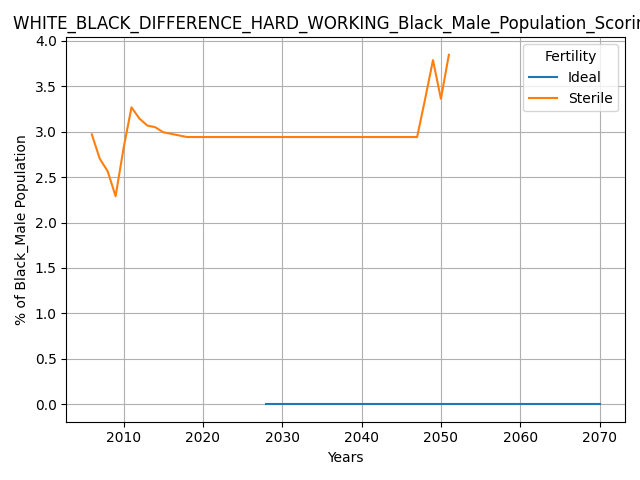 WHITE_BLACK_DIFFERENCE_HARD_WORKING_Black_Male_Population_Scorin
Fertility
Ideal
Sterile
4.0
3.5
3.0
2.5
2.0
1.5
1.0
0.5
0.0
% of Black_Male Population
2010 2020 2030 2040 2050 2060 2070
Years